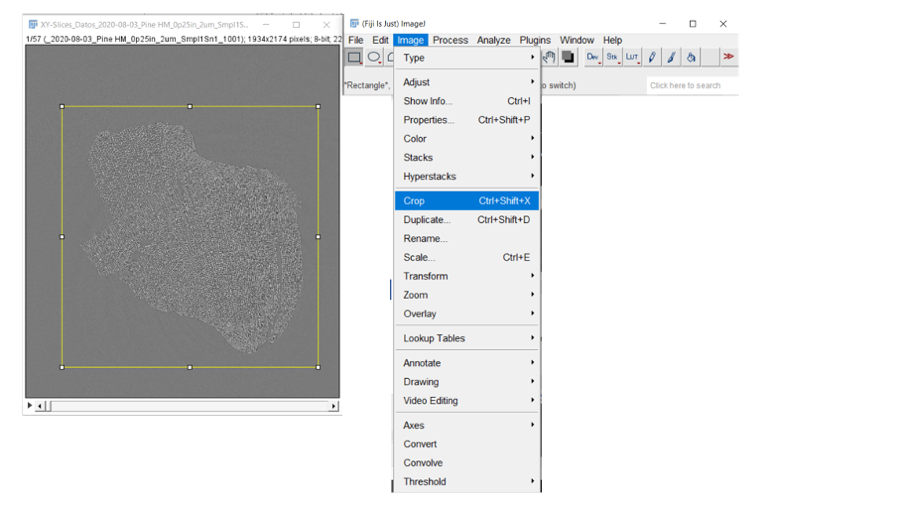 XY-Slices_Datos_2020-08-03_Pine HM_0p25in_2um_Smpl1S...
1/57 (_2020-08-03_Pine HM_0p25in_2um_Smpl1Sn1_1001); 1934x2174 pixels; 8-bit, 22
(Fiji Is Just) ImageJ
File Edit Image Process Analyze Plugins Window Help
Dev Stk LUT
*Rectangle*, o switch) Click here to search
Type
Adjust
Show Info... Ctrl+I
Properties... Ctrl+Shift+P
Color
Stacks
Hyperstacks
Crop Ctrl+Shift+X
Duplicate... Ctrl+Shift+D
Rename...
Scale... Ctrl+E
Transform
Zoom
Overlay
Lookup Tables
Annotate
Drawing
Video Editing
Axes
Convert
Convolve
Threshold